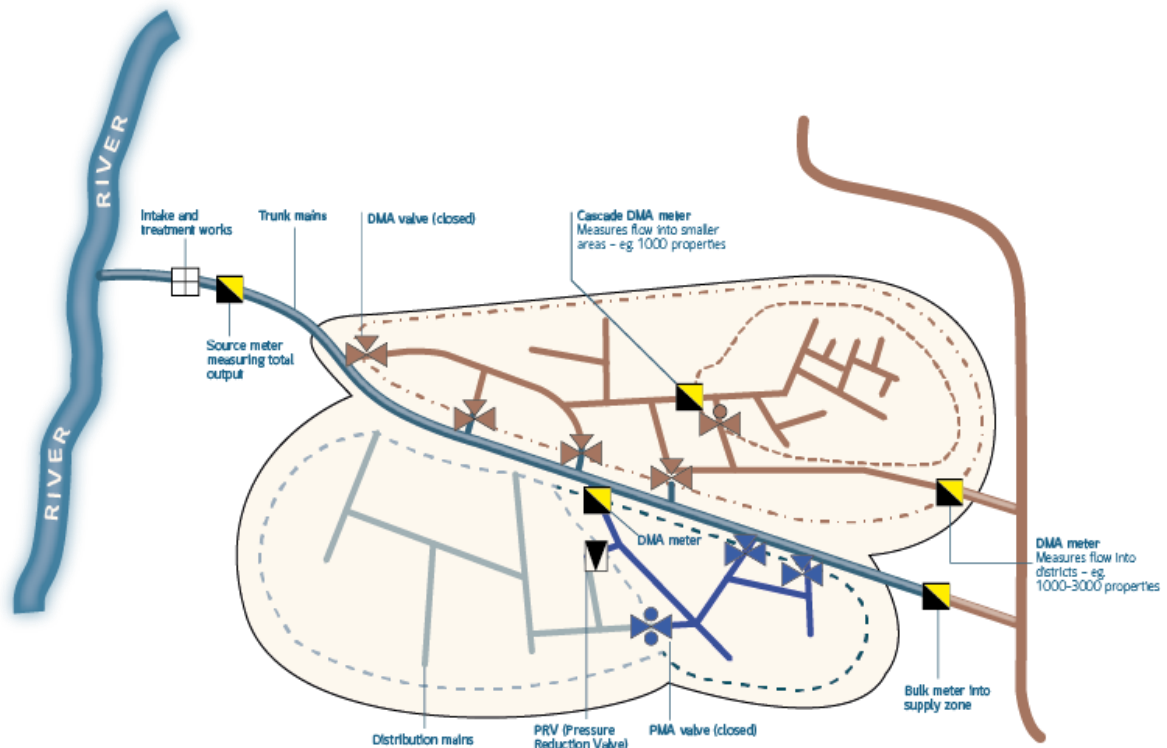 RIVER
RIVER
Intake and
treatment works
Trunk mains
DMA valve (closed)
Cascade DMA meter
Measures flow into smaller
areas – eg. 1000 properties
Source meter
measuring total
output
DMA meter
DMA meter
Measures flow into
districts – eg.
1000-3000 properties
Bulk meter into
supply zone
Distribution mains
PRV (Pressure
Reduction Valve)
PMA valve (closed)